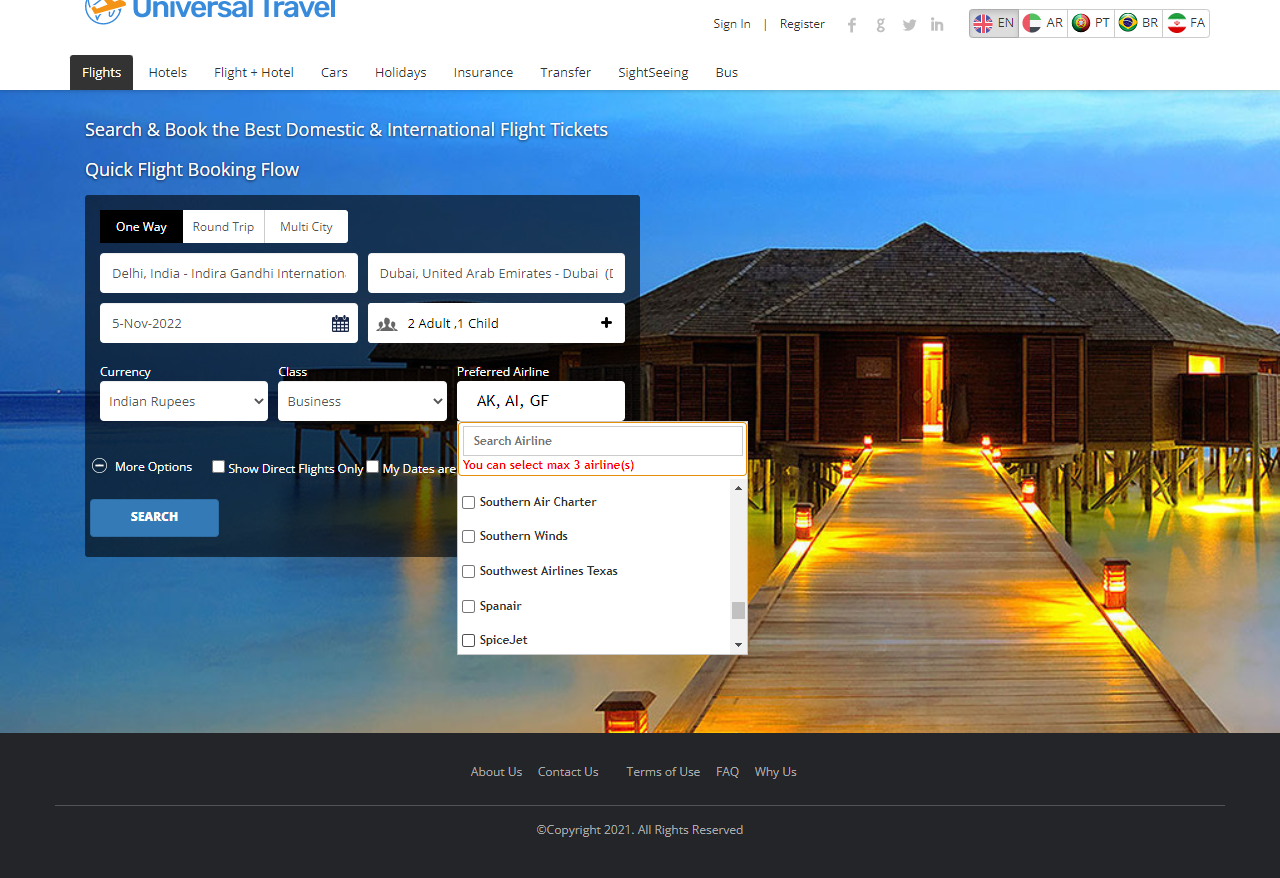 Universal Travel
Sign In | Register
EN AR PT BR FA
Flights Hotels Flight + Hotel Cars Holidays Insurance Transfer SightSeeing Bus
Search & Book the Best Domestic & International Flight Tickets
Quick Flight Booking Flow
One Way Round Trip Multi City
Delhi, India - Indira Gandhi Internation
Dubai, United Arab Emirates - Dubai (D
5-Nov-2022
2 Adult ,1 Child
Currency Class Preferred Airline
Indian Rupees Business AK, AI, GF
Search Airline
You can select max 3 airline(s)
More Options Show Direct Flights Only My Dates are
Southern Air Charter
Southern Winds
Southwest Airlines Texas
Spanair
SpiceJet
SEARCH
About Us Contact Us Terms of Use FAQ Why Us
©Copyright 2021. All Rights Reserved